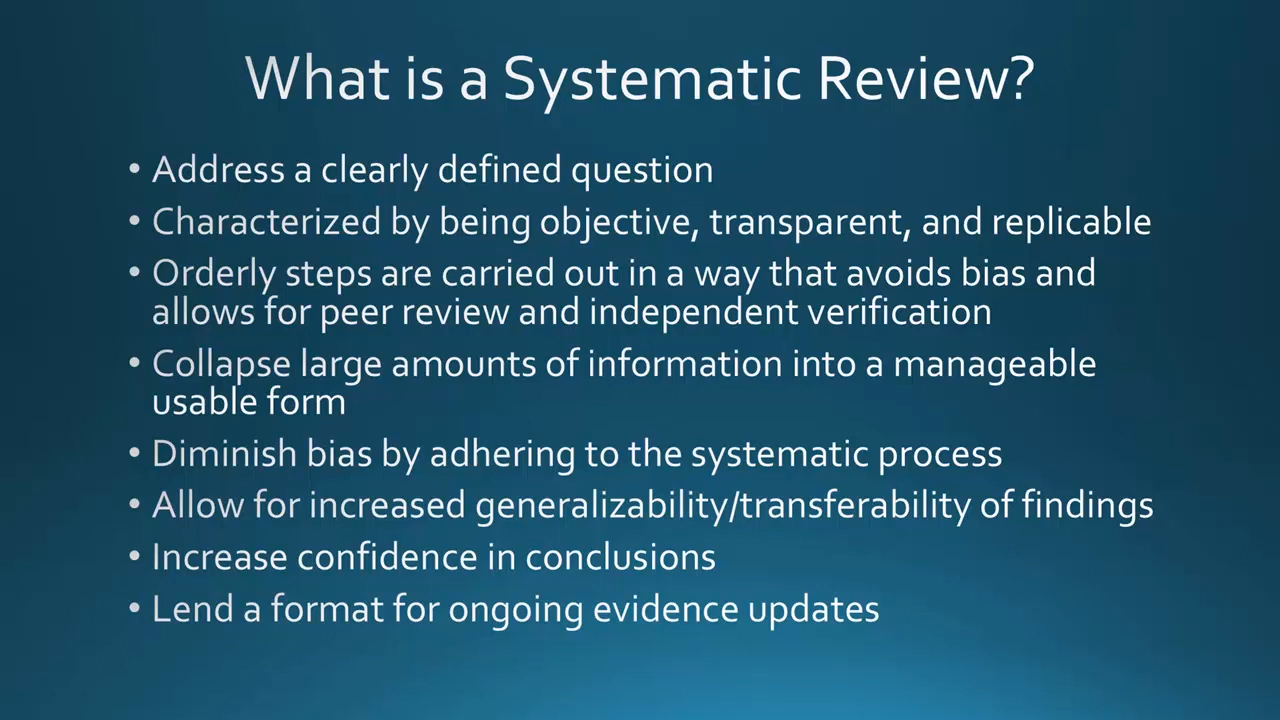 What is a Systematic Review?
• Address a clearly defined question
• Characterized by being objective, transparent, and replicable
• Orderly steps are carried out in a way that avoids bias and
allows for peer review and independent verification
• Collapse large amounts of information into a manageable
usable form
• Diminish bias by adhering to the systematic process
• Allow for increased generalizability/transferability of findings
• Increase confidence in conclusions
• Lend a format for ongoing evidence updates